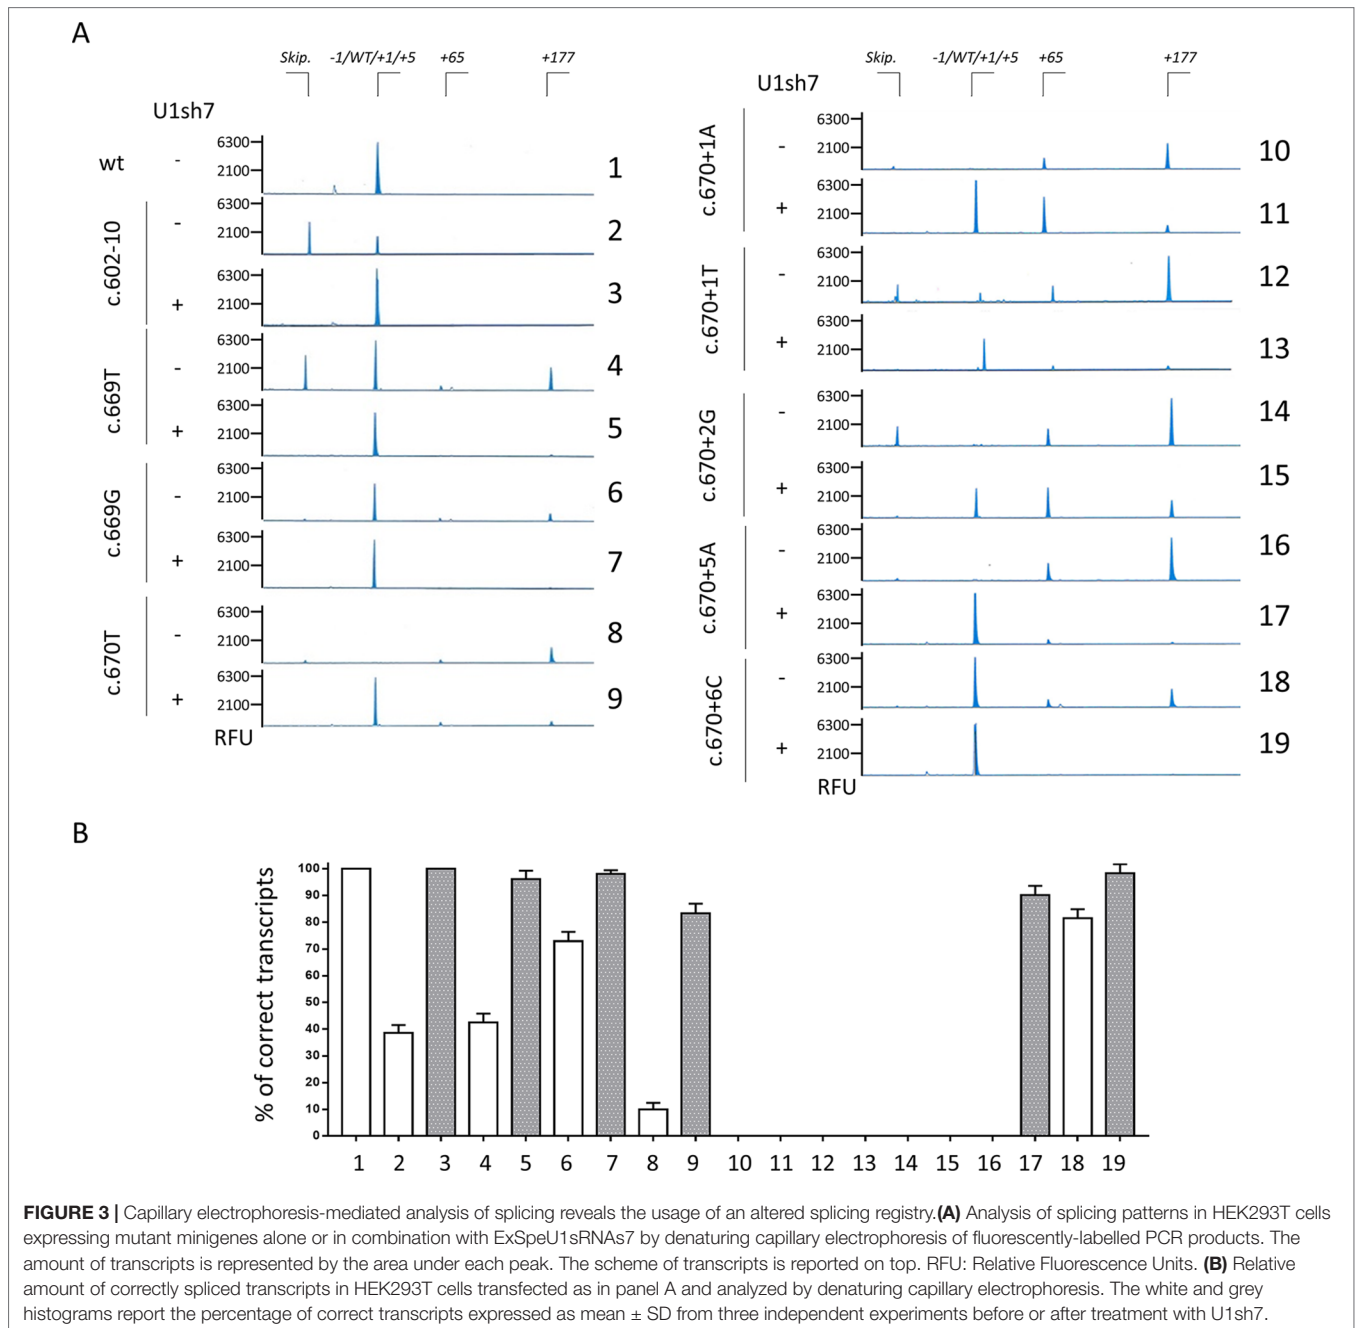 A
Skip. -1/WT/+1/+5 +65 +177
U1sh7
wt - 6300 2100 1
c.602-10 - 6300 2100 2
+ 6300 2100 3
c.669T - 6300 2100 4
+ 6300 2100 5
c.669G - 6300 2100 6
+ 6300 2100 7
c.670T - 6300 2100 8
+ 6300 2100 9
RFU
Skip. -1/WT/+1/+5 +65 +177
U1sh7
c.670+1A - 6300 2100 10
+ 6300 2100 11
c.670+1T - 6300 2100 12
+ 6300 2100 13
c.670+2G - 6300 2100 14
+ 6300 2100 15
c.670+5A - 6300 2100 16
+ 6300 2100 17
c.670+6C - 6300 2100 18
+ 6300 2100 19
RFU
B
% of correct transcripts
100
90
80
70
60
50
40
30
20
10
0
1 2 3 4 5 6 7 8 9 10 11 12 13 14 15 16 17 18 19
FIGURE 3 | Capillary electrophoresis-mediated analysis of splicing reveals the usage of an altered splicing registry.(A) Analysis of splicing patterns in HEK293T cells
expressing mutant minigenes alone or in combination with ExSpeU1sRNAs7 by denaturing capillary electrophoresis of fluorescently-labelled PCR products. The
amount of transcripts is represented by the area under each peak. The scheme of transcripts is reported on top. RFU: Relative Fluorescence Units. (B) Relative
amount of correctly spliced transcripts in HEK293T cells transfected as in panel A and analyzed by denaturing capillary electrophoresis. The white and grey
histograms report the percentage of correct transcripts expressed as mean ± SD from three independent experiments before or after treatment with U1sh7.